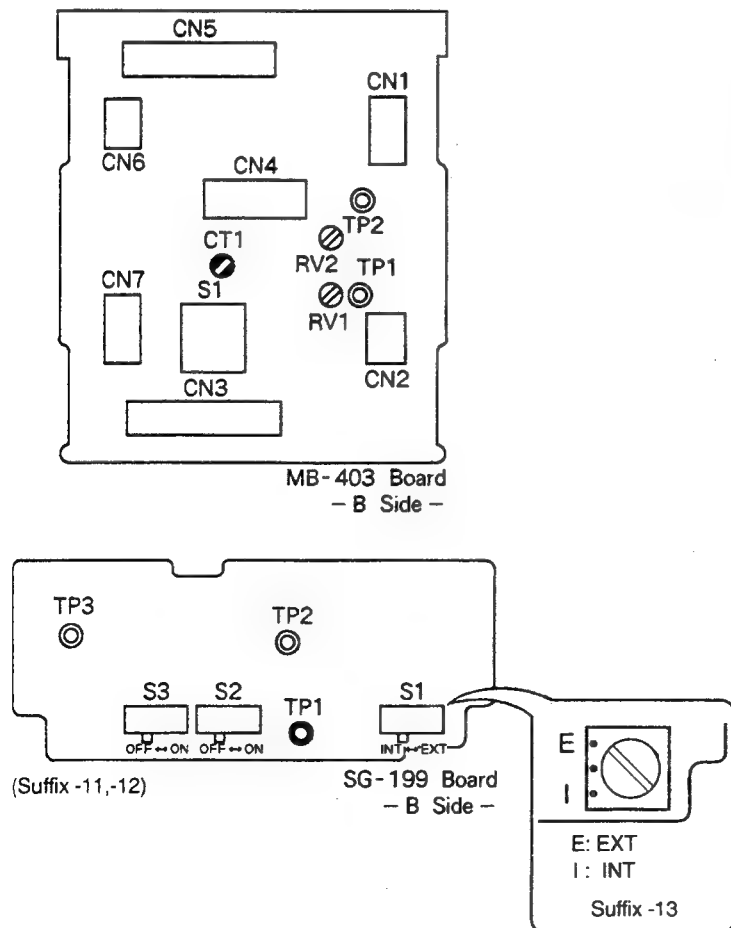 CN5
CN1
CN6
CN4
TP2
CT1
RV2 TP1
CN7
S1
RV1
CN2
CN3
MB-403 Board
– B Side –
TP3
TP2
S3 S2 TP1 S1
OFF ↔ ON OFF ↔ ON INT ↔ EXT
(Suffix -11,-12)
SG-199 Board
– B Side –
E
I
E: EXT
I : INT
Suffix -13